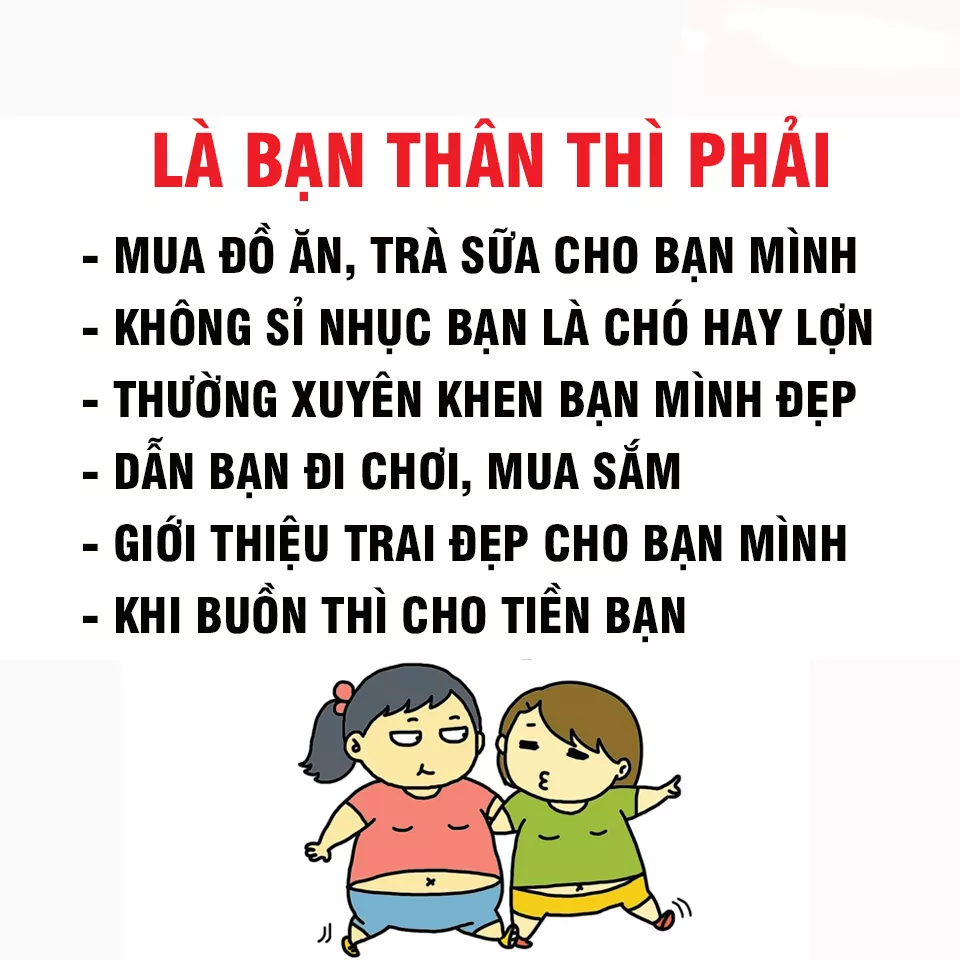 LÀ BẠN THÂN THÌ PHẢI
- MUA ĐỒ ĂN, TRÀ SỮA CHO BẠN MÌNH
- KHÔNG SỈ NHỤC BẠN LÀ CHÓ HAY LỢN
- THƯỜNG XUYÊN KHEN BẠN MÌNH ĐẸP
- DẪN BẠN ĐI CHƠI, MUA SẮM
- GIỚI THIỆU TRAI ĐẸP CHO BẠN MÌNH
- KHI BUỒN THÌ CHO TIỀN BẠN